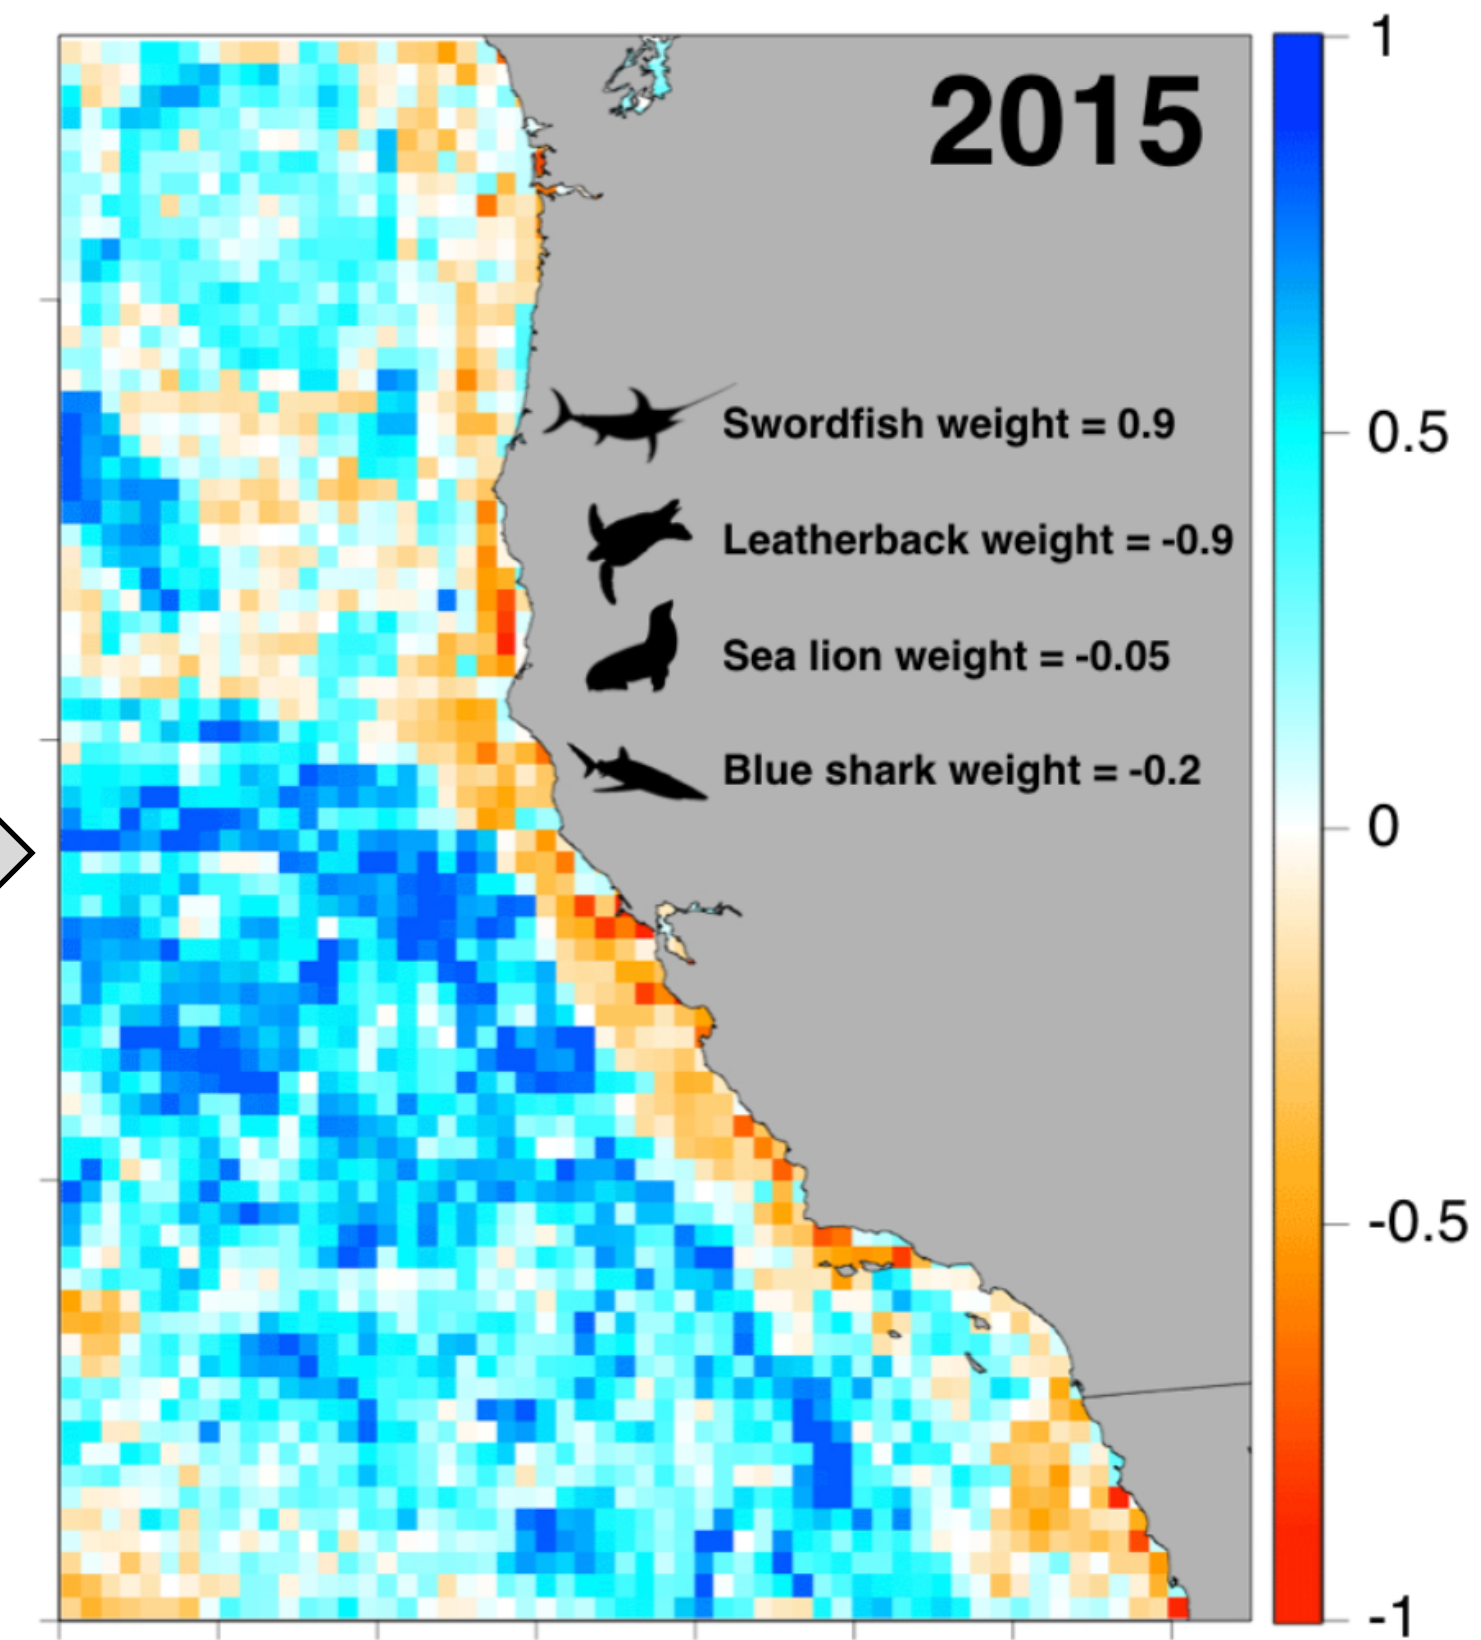 2015
Swordfish weight = 0.9
Leatherback weight = -0.9
Sea lion weight = -0.05
Blue shark weight = -0.2
1
0.5
0
-0.5
-1